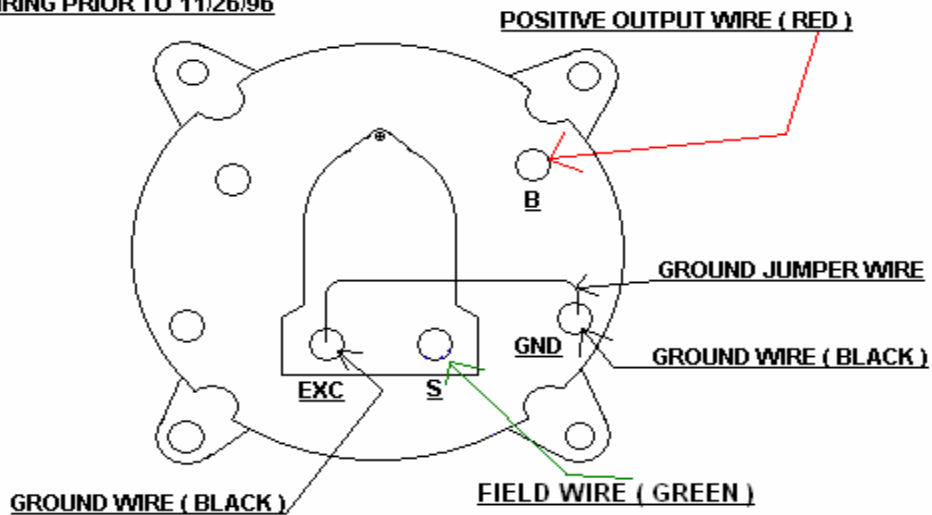 PRIOR TO 11/26/96
POSITIVE OUTPUT WIRE ( RED )
B
GROUND JUMPER WIRE
GND
GROUND WIRE ( BLACK )
EXC
S
GROUND WIRE ( BLACK )
FIELD WIRE ( GREEN )